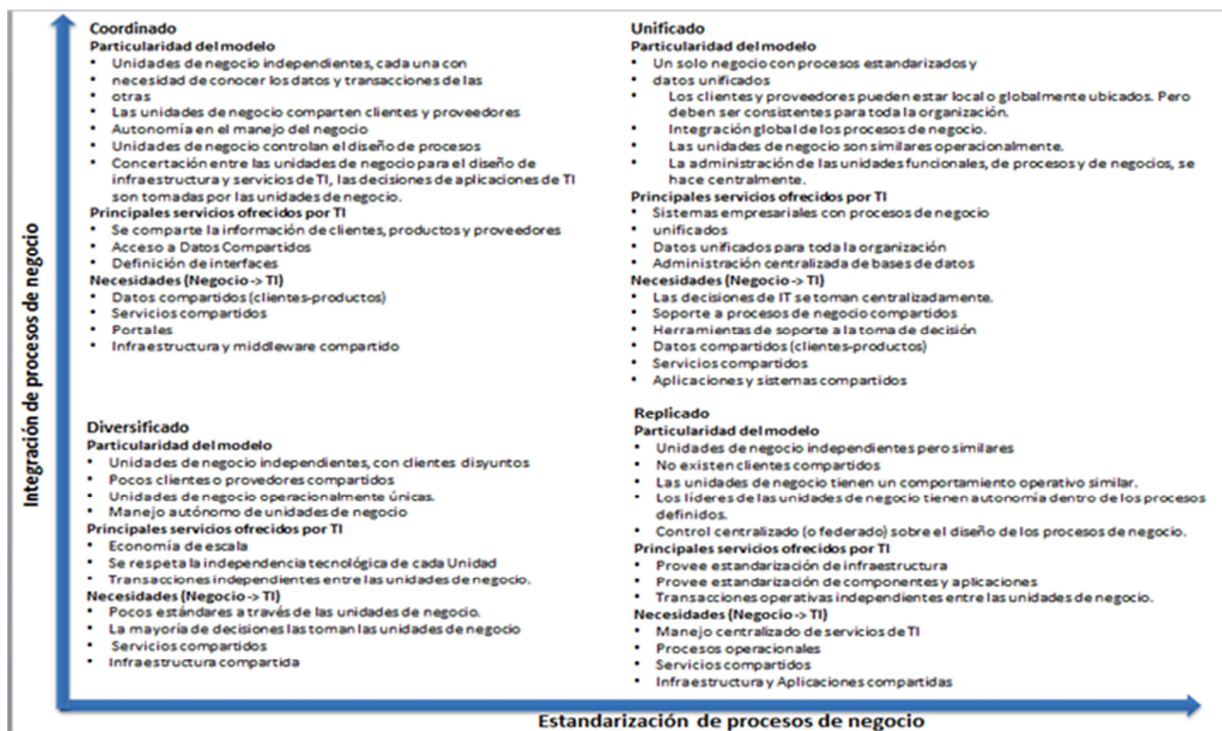 Integración de procesos de negocio
Coordinado
Particularidad del modelo
• Unidades de negocio independientes, cada una con
• necesidad de conocer los datos y transacciones de las
• otras
• Las unidades de negocio comparten clientes y proveedores
• Autonomía en el manejo del negocio
• Unidades de negocio controlan el diseño de procesos
• Concertación entre las unidades de negocio para el diseño de
infraestructura y servicios de TI, las decisiones de aplicaciones de TI
son tomadas por las unidades de negocio.
Principales servicios ofrecidos por TI
• Se comparte la información de clientes, productos y proveedores
• Acceso a Datos Compartidos
• Definición de interfaces
Necesidades (Negocio -> TI)
• Datos compartidos (clientes-productos)
• Servicios compartidos
• Portales
• Infraestructura y middleware compartido
Unificado
Particularidad del modelo
• Un solo negocio con procesos estandarizados y
• datos unificados
• Los clientes y proveedores pueden estar local o globalmente ubicados. Pero
deben ser consistentes para toda la organización.
• Integración global de los procesos de negocio.
• Las unidades de negocio son similares operacionalmente.
• La administración de las unidades funcionales, de procesos y de negocios, se
hace centralmente.
Principales servicios ofrecidos por TI
• Sistemas empresariales con procesos de negocio
• unificados
• Datos unificados para toda la organización
• Administración centralizada de bases de datos
Necesidades (Negocio -> TI)
• Las decisiones de IT se toman centralizadamente.
• Soporte a procesos de negocio compartidos
• Herramientas de soporte a la toma de decisión
• Datos compartidos (clientes-productos)
• Servicios compartidos
• Aplicaciones y sistemas compartidos
Diversificado
Particularidad del modelo
• Unidades de negocio independientes, con clientes disyuntos
• Pocos clientes o provedores compartidos
• Unidades de negocio operacionalmente únicas.
• Manejo autónomo de unidades de negocio
Principales servicios ofrecidos por TI
• Economía de escala
• Se respeta la independencia tecnológica de cada Unidad
• Transacciones independientes entre las unidades de negocio.
Necesidades (Negocio -> TI)
• Pocos estándares a través de las unidades de negocio.
• La mayoría de decisiones las toman las unidades de negocio
• Servicios compartidos
• Infraestructura compartida
Replicado
Particularidad del modelo
• Unidades de negocio independientes pero similares
• No existen clientes compartidos
• Las unidades de negocio tienen un comportamiento operativo similar.
• Los líderes de las unidades de negocio tienen autonomía dentro de los procesos
definidos.
• Control centralizado (o federado) sobre el diseño de los procesos de negocio.
Principales servicios ofrecidos por TI
• Provee estandarización de infraestructura
• Provee estandarización de componentes y aplicaciones
• Transacciones operativas independientes entre las unidades de negocio.
Necesidades (Negocio -> TI)
• Manejo centralizado de servicios de TI
• Procesos operacionales
• Servicios compartidos
• Infraestructura y Aplicaciones compartidas
Estandarización de procesos de negocio